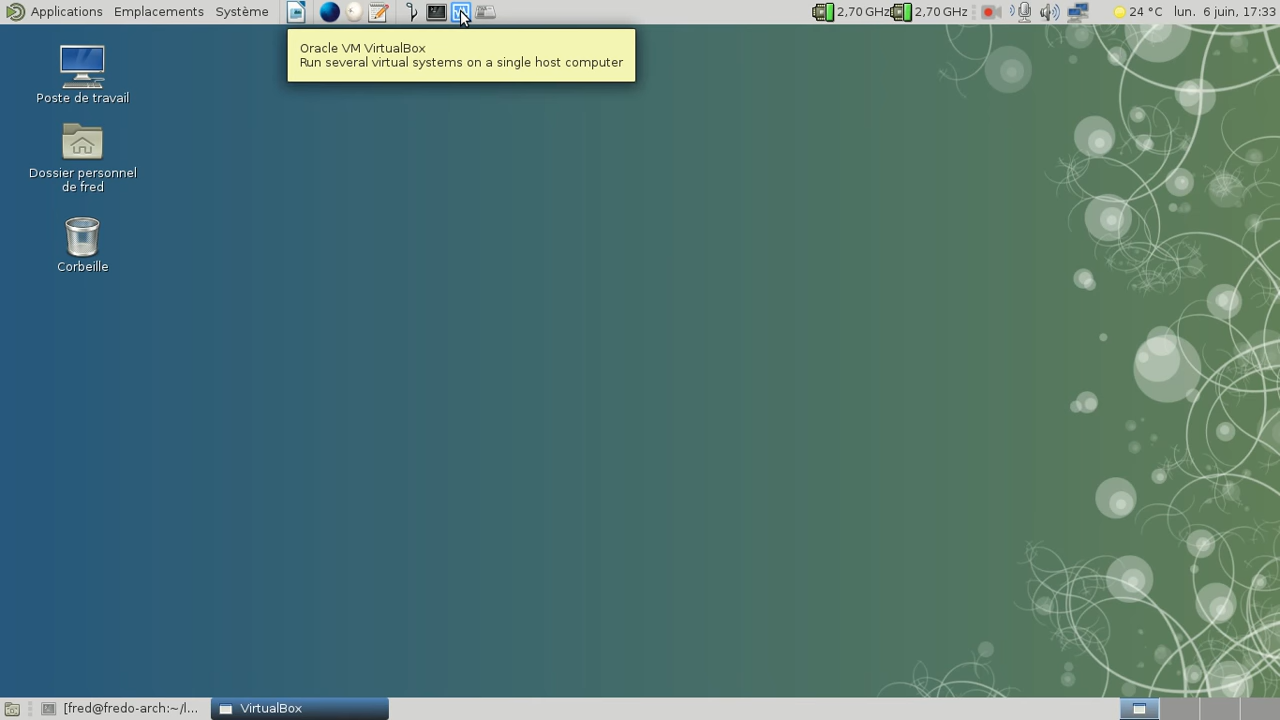 Applications Emplacements Système 2,70 GHz 2,70 GHz 24 °C lun. 6 juin, 17:33
Oracle VM VirtualBox
Run several virtual systems on a single host computer
Poste de travail
Dossier personnel
de fred
Corbeille
[fred@fredo-arch:~/l... VirtualBox